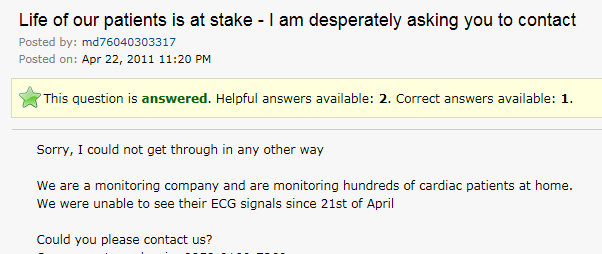 Life of our patients is at stake - I am desperately asking you to contact
Posted by: md76040303317
Posted on: Apr 22, 2011 11:20 PM
This question is answered. Helpful answers available: 2. Correct answers available: 1.
Sorry, I could not get through in any other way
We are a monitoring company and are monitoring hundreds of cardiac patients at home.
We were unable to see their ECG signals since 21st of April
Could you please contact us?